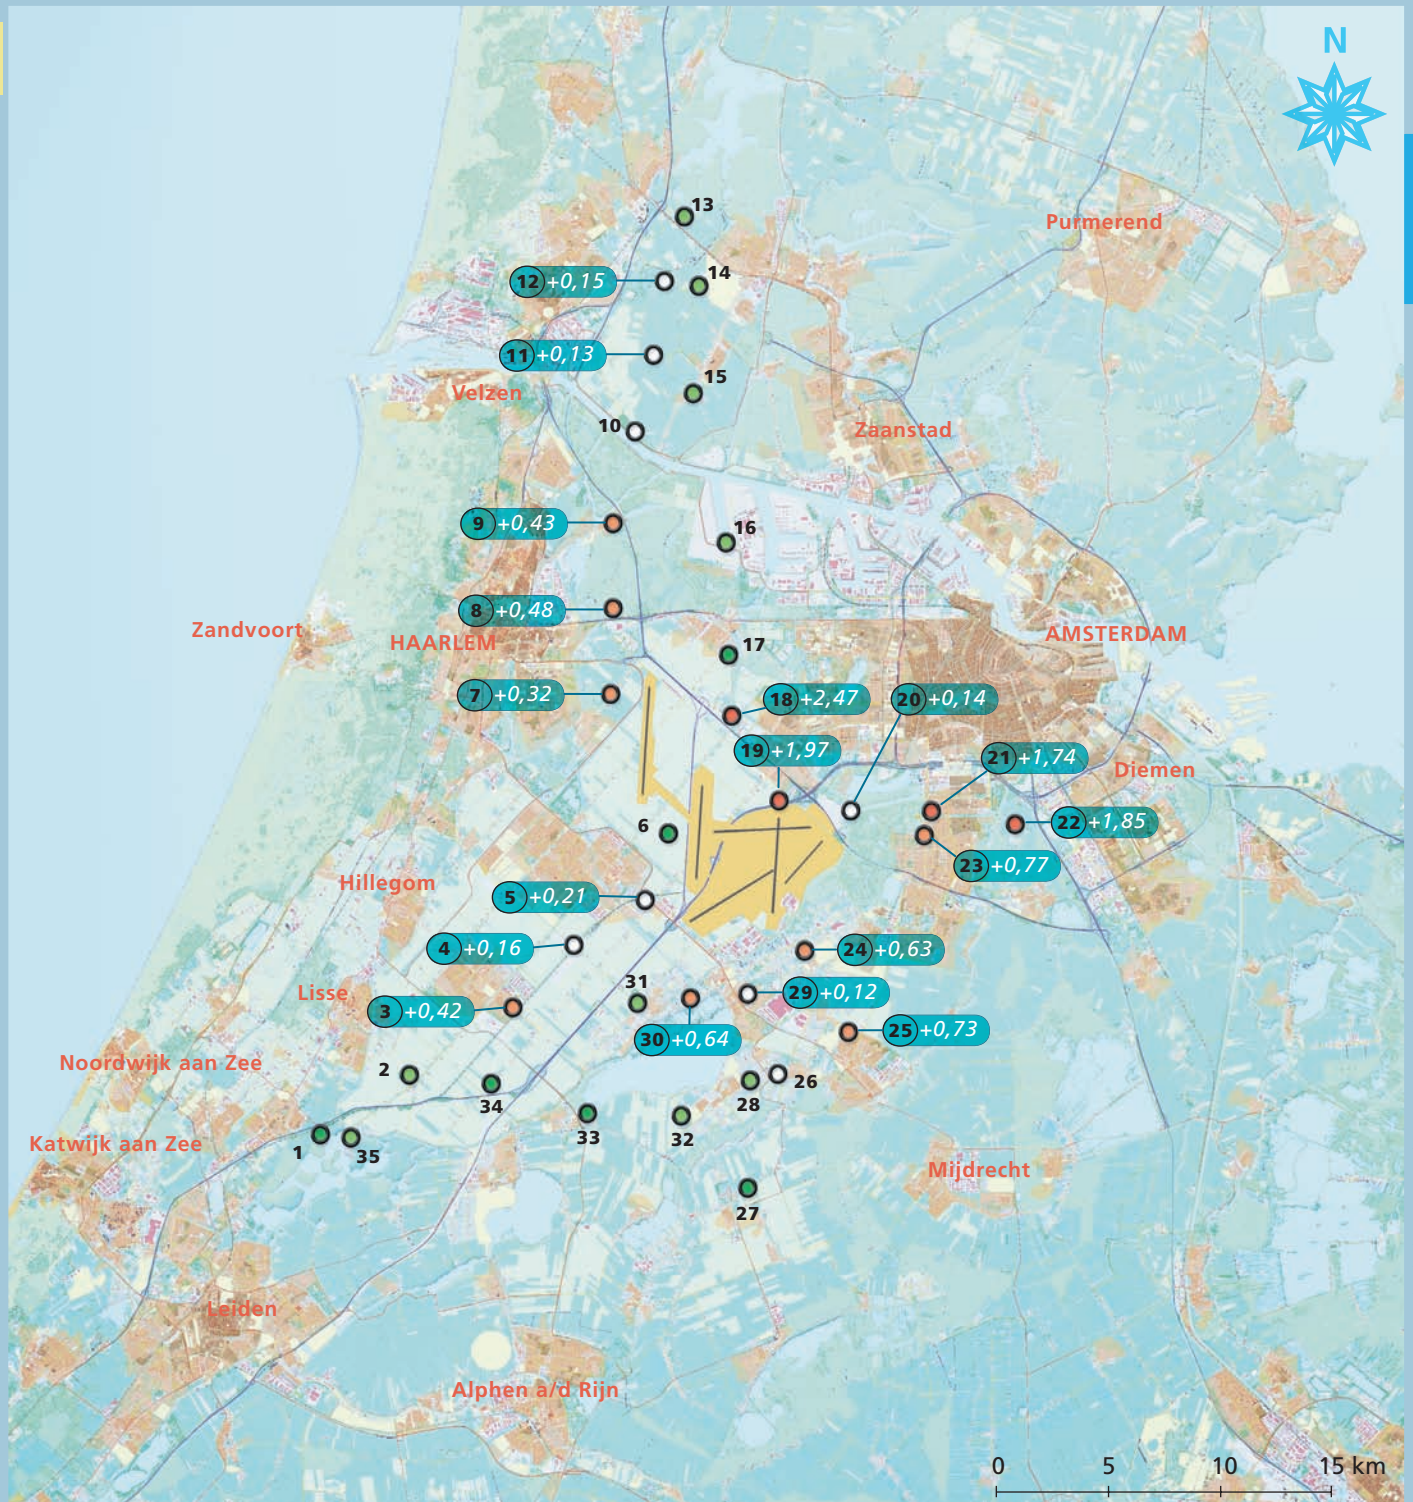 N
13
Purmerend
12 +0,15
14
11 +0,13
15
Velzen
10
Zaanstad
9 +0,43
16
8 +0,48
Zandvoort
HAARLEM
AMSTERDAM
17
7 +0,32
18 +2,47
20 +0,14
19 +1,97
21 +1,74
Diemen
6
22 +1,85
23 +0,77
Hillegom
5 +0,21
4 +0,16
24 +0,63
31
Lisse
29 +0,12
3 +0,42
30 +0,64
25 +0,73
Noordwijk aan Zee
2
26
34
28
33
32
Katwijk aan Zee
1
35
Mijdrecht
27
Leiden
Alphen a/d Rijn
0 5 10 15 km